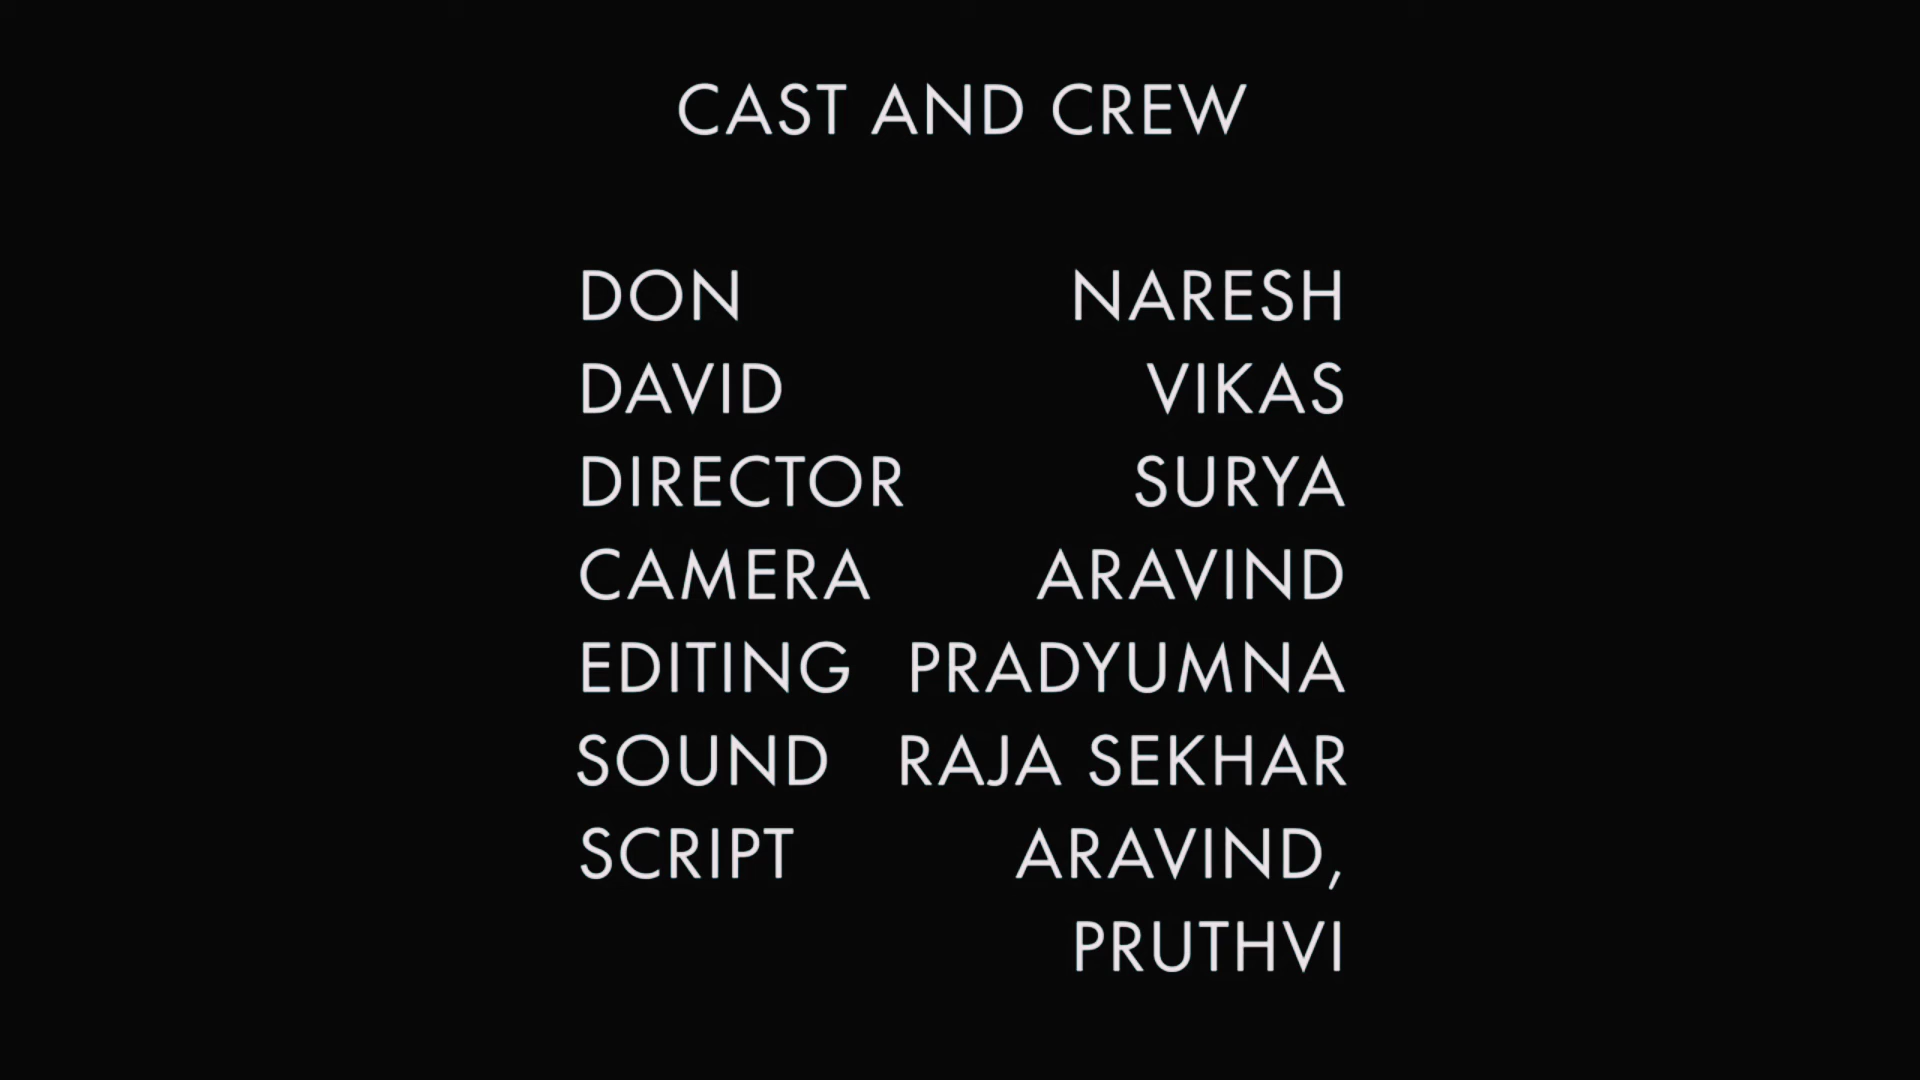 CAST AND CREW
DON NARESH
DAVID VIKAS
DIRECTOR SURYA
CAMERA ARAVIND
EDITING PRADYUMNA
SOUND RAJA SEKHAR
SCRIPT ARAVIND,
PRUTHVI